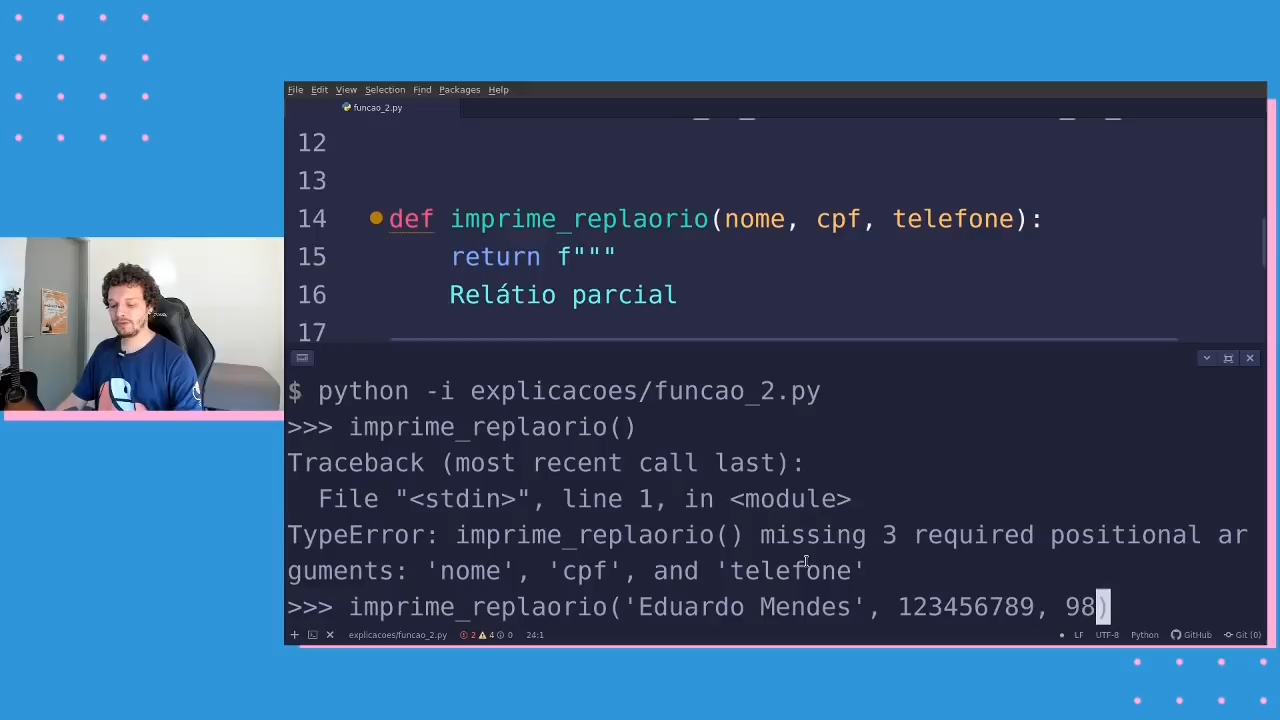 File Edit View Selection Find Packages Help
funcao_2.py
12
13
14 def imprime_replaorio(nome, cpf, telefone):
15 return f"""
16 Relátio parcial
17
$ python -i explicacoes/funcao_2.py
>>> imprime_replaorio()
Traceback (most recent call last):
File "<stdin>", line 1, in <module>
TypeError: imprime_replaorio() missing 3 required positional ar
guments: 'nome', 'cpf', and 'telefone'
>>> imprime_replaorio('Eduardo Mendes', 123456789, 98)
explicacoes/funcao_2.py 2 4 0 24:1 LF UTF-8 Python GitHub Git (0)